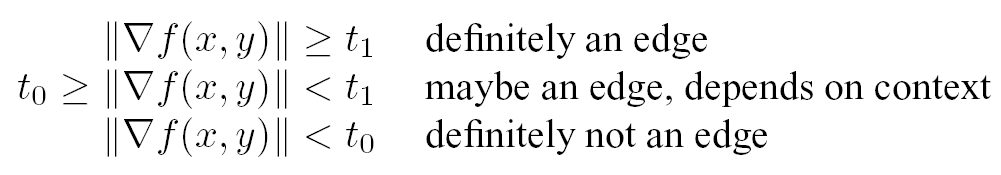 ‖∇f(x, y)‖ ≥ t₁ definitely an edge
t₀ ≥ ‖∇f(x, y)‖ < t₁ maybe an edge, depends on context
‖∇f(x, y)‖ < t₀ definitely not an edge